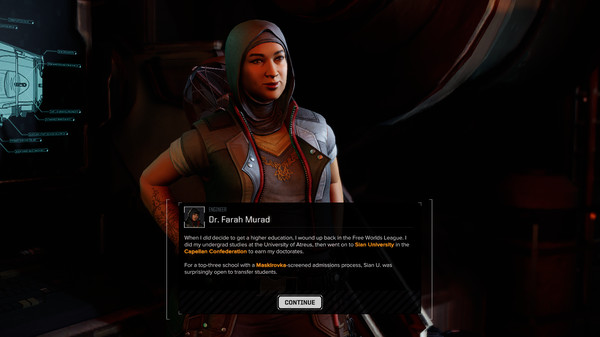 ENGINEER
Dr. Farah Murad
When I did decide to get a higher education, I wound up back in the Free Worlds League. I
did my undergrad studies at the University of Atreus, then went on to Sian University in the
Capellan Confederation to earn my doctorates.
For a top-three school with a Maskirovka-screened admissions process, Sian U. was
surprisingly open to transfer students.
CONTINUE